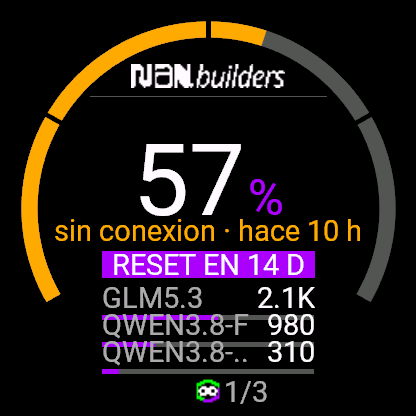 NaN.builders
57 %
sin conexion · hace 10 h
RESET EN 14 D
GLM5.3 2.1K
QWEN3.8-F 980
QWEN3.8-.. 310
1/3